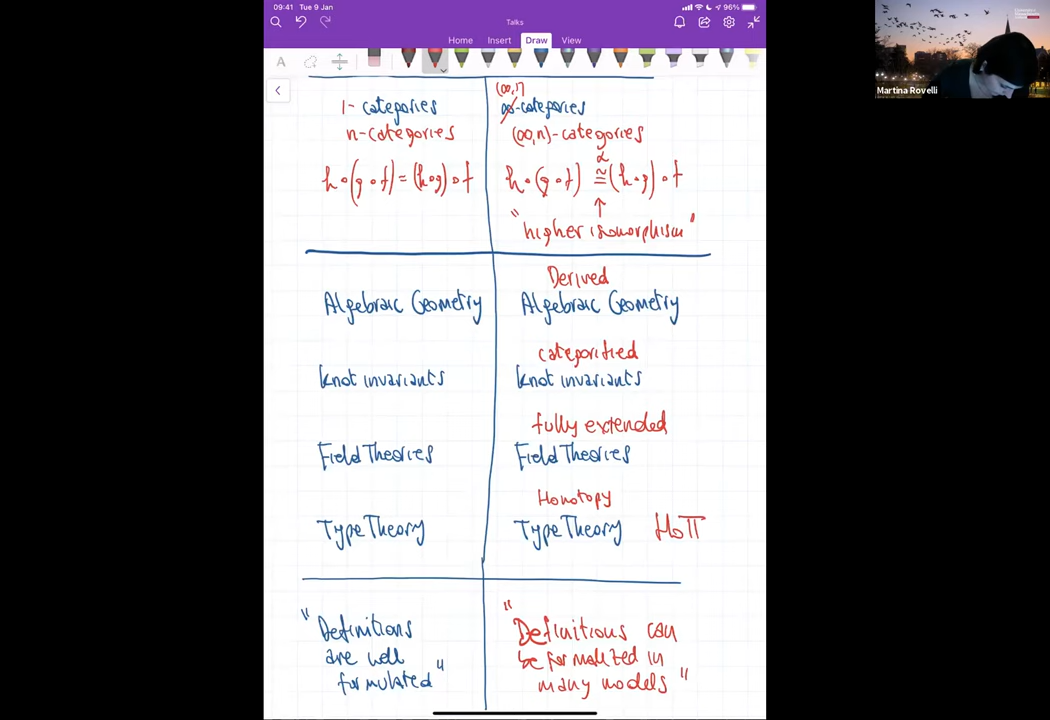 09:41 Tue 9 Jan
96%
Talks
Home Insert Draw View
1-categories
n-categories
h∘(g∘f)=(h∘g)∘f
(∞,1)
∞-categories
(∞,n)-categories
α
h∘(g∘f) ≅ (h∘g)∘f
↑
"higher isomorphism"
Algebraic Geometry
Derived
Algebraic Geometry
knot invariants
categorified
knot invariants
Field Theories
fully extended
Field Theories
Type Theory
Homotopy
Type Theory HoTT
"Definitions
are well
formulated"
"Definitions can
be formalized in
many models"
Martina Rovelli